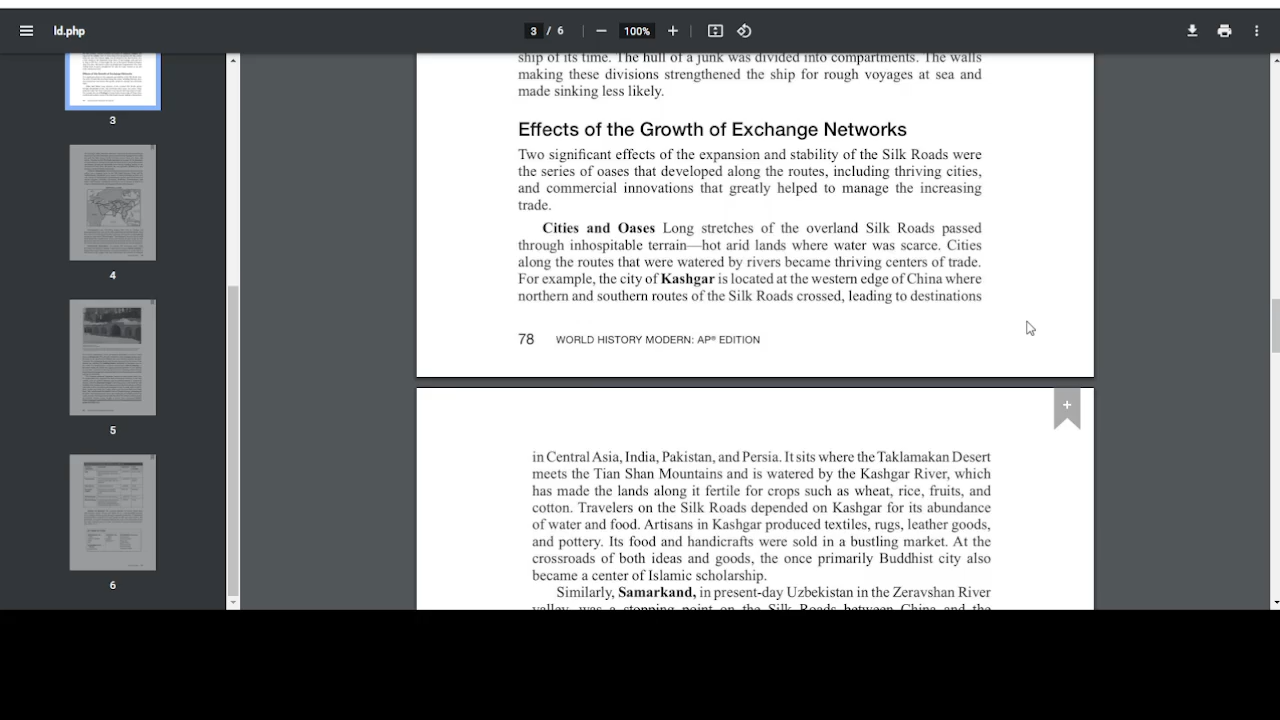 ld.php
3 / 6
100%
ship of its time. The hull of a junk was divided into compartments. The walls
making these divisions strengthened the ship for rough voyages at sea and
made sinking less likely.
Effects of the Growth of Exchange Networks
Two significant effects of the expansion and stability of the Silk Roads were
the series of oases that developed along the routes, including thriving cities,
and commercial innovations that greatly helped to manage the increasing
trade.
Cities and Oases Long stretches of the overland Silk Roads passed
through inhospitable terrain—hot arid lands where water was scarce. Cities
along the routes that were watered by rivers became thriving centers of trade.
For example, the city of Kashgar is located at the western edge of China where
northern and southern routes of the Silk Roads crossed, leading to destinations
78 WORLD HISTORY MODERN: AP® EDITION
in Central Asia, India, Pakistan, and Persia. It sits where the Taklamakan Desert
meets the Tian Shan Mountains and is watered by the Kashgar River, which
has made the lands along it fertile for crops such as wheat, rice, fruits, and
cotton. Travelers on the Silk Roads depended on Kashgar for its abundance
of water and food. Artisans in Kashgar produced textiles, rugs, leather goods,
and pottery. Its food and handicrafts were sold in a bustling market. At the
crossroads of both ideas and goods, the once primarily Buddhist city also
became a center of Islamic scholarship.
Similarly, Samarkand, in present-day Uzbekistan in the Zeravshan River
valley, was a stopping point on the Silk Roads between China and the
3
4
5
6